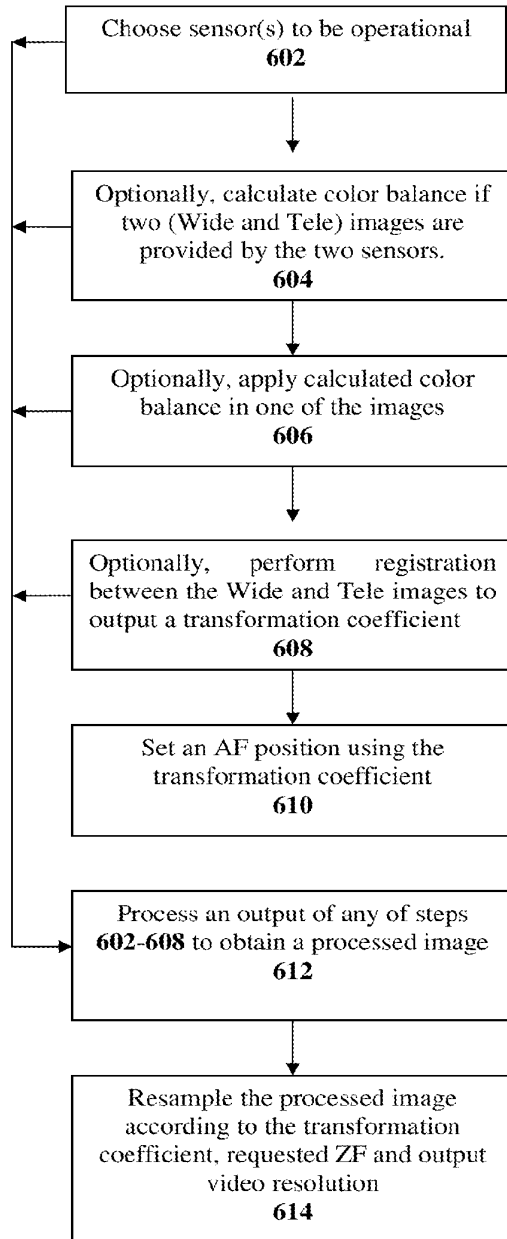 Choose sensor(s) to be operational
602
Optionally, calculate color balance if
two (Wide and Tele) images are
provided by the two sensors.
604
Optionally, apply calculated color
balance in one of the images
606
Optionally, perform registration
between the Wide and Tele images to
output a transformation coefficient
608
Set an AF position using the
transformation coefficient
610
Process an output of any of steps
602-608 to obtain a processed image
612
Resample the processed image
according to the transformation
coefficient, requested ZF and output
video resolution
614